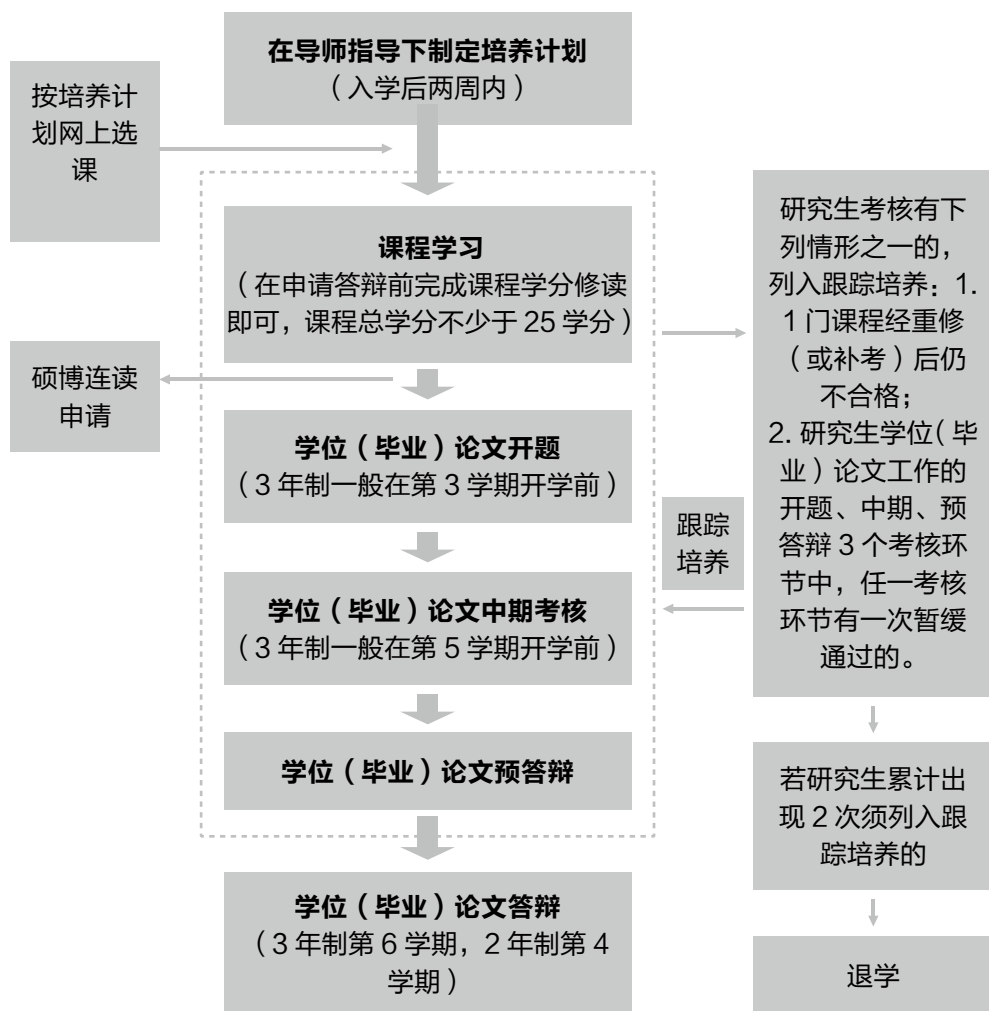 在导师指导下制定培养计划
（入学后两周内）
按培养计
划网上选
课
课程学习
（在申请答辩前完成课程学分修读
即可，课程总学分不少于 25 学分）
硕博连读
申请
学位（毕业）论文开题
（3 年制一般在第 3 学期开学前）
学位（毕业）论文中期考核
（3 年制一般在第 5 学期开学前）
学位（毕业）论文预答辩
学位（毕业）论文答辩
（3 年制第 6 学期，2 年制第 4
学期）
研究生考核有下
列情形之一的，
列入跟踪培养：1.
1 门课程经重修
（或补考）后仍
不合格；
2. 研究生学位（毕
业）论文工作的
开题、中期、预
答辩 3 个考核环
节中，任一考核
环节有一次暂缓
通过的。
跟踪
培养
若研究生累计出
现 2 次须列入跟
踪培养的
退学